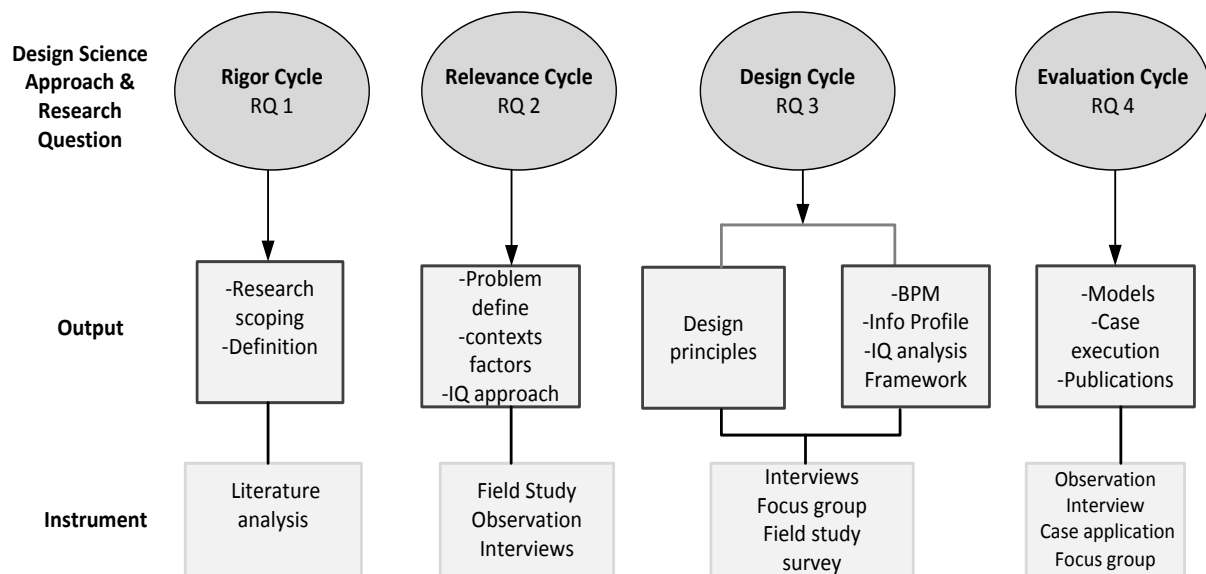 Design Science
Approach &
Research
Question
Rigor Cycle
RQ 1
Relevance Cycle
RQ 2
Design Cycle
RQ 3
Evaluation Cycle
RQ 4
Output
-Research
scoping
-Definition
-Problem
define
-contexts
factors
-IQ approach
Design
principles
-BPM
-Info Profile
-IQ analysis
Framework
-Models
-Case
execution
-Publications
Instrument
Literature
analysis
Field Study
Observation
Interviews
Interviews
Focus group
Field study
survey
Observation
Interview
Case application
Focus group